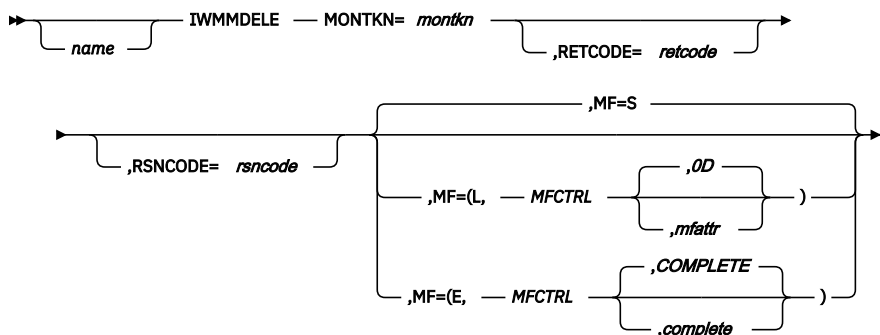 IWMMDELE MONTKN= montkn
name
,RETCODE= retcode
,MF=S
,RSNCODE= rsncode
,0D
,MF=(L, MFCTRL )
,mfattr
,COMPLETE
,MF=(E, MFCTRL )
,complete